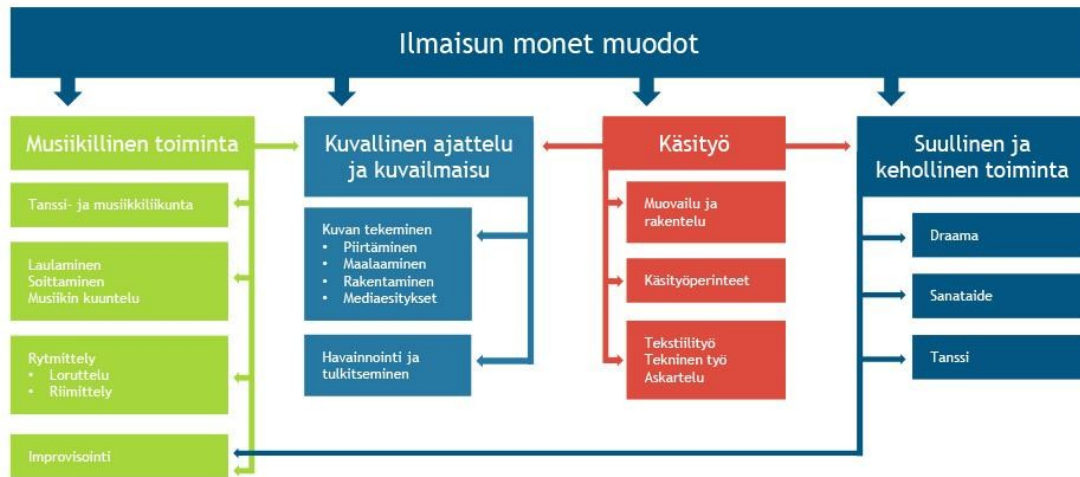 Ilmaisun monet muodot
Musiikillinen toiminta
Tanssi- ja musiikkiliikunta
Laulaminen
Soittaminen
Musiikin kuuntelu
Rytmittely
• Loruttelu
• Riimittely
Improvisointi
Kuvallinen ajattelu
ja kuvailmaisu
Kuvan tekeminen
• Piirtäminen
• Maalaaminen
• Rakentaminen
• Mediaesitykset
Havainnointi ja
tulkitseminen
Käsityö
Muovailu ja
rakentelu
Käsityöperinteet
Tekstiilityö
Tekninen työ
Askartelu
Suullinen ja
kehollinen toiminta
Draama
Sanataide
Tanssi